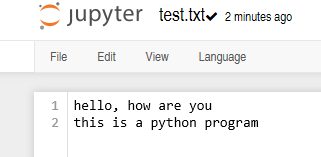 jupyter test.txt✔ 2 minutes ago
File Edit View Language
1 hello, how are you
2 this is a python program